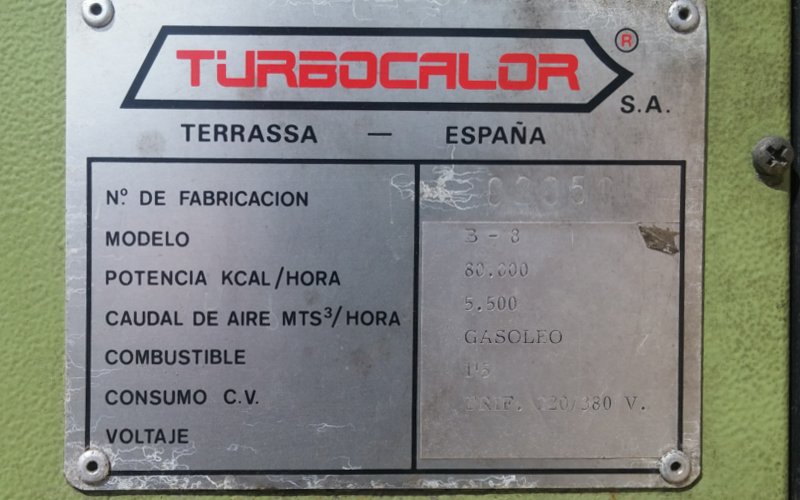 TURBOCALOR ®
S.A.
TERRASSA — ESPAÑA
Nº. DE FABRICACION
MODELO B - 8
POTENCIA KCAL/HORA 80.000
CAUDAL DE AIRE MTS³/HORA 5.500
COMBUSTIBLE GASOLEO
CONSUMO C.V. 1'5
VOLTAJE TRIF. 220/380 V.